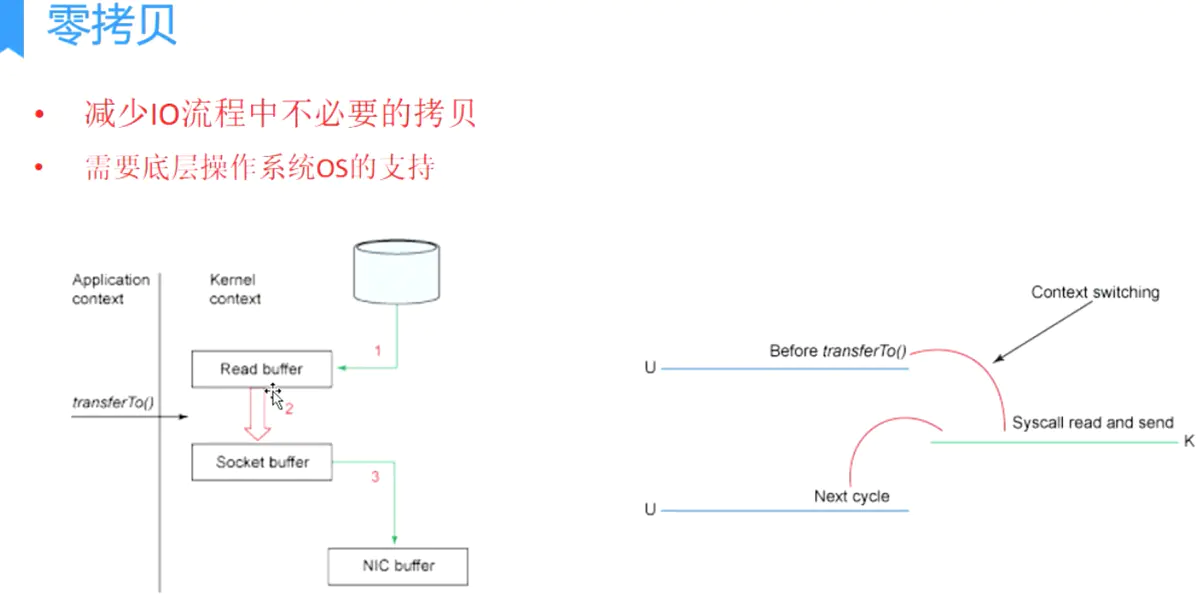 零拷贝
• 减少IO流程中不必要的拷贝
• 需要底层操作系统OS的支持
Application
context
Kernel
context
1
Read buffer
transferTo()
2
Socket buffer
3
NIC buffer
Context switching
Before transferTo()
U
Syscall read and send
K
Next cycle
U